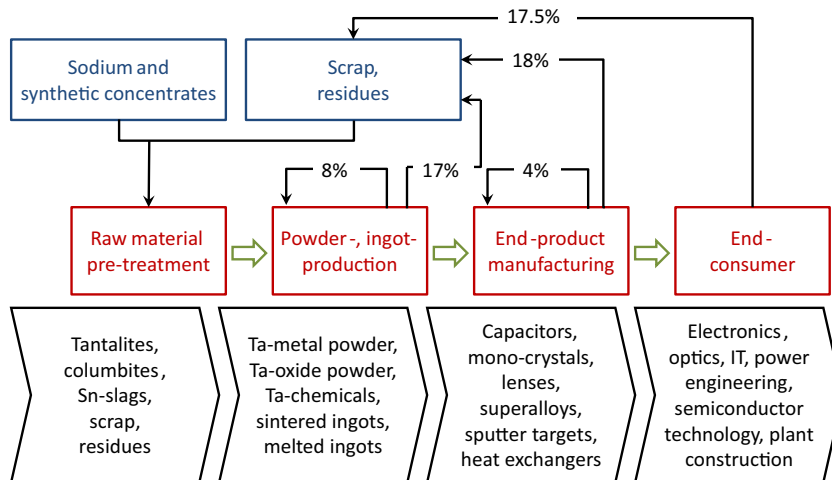 17.5%
Sodium and
synthetic concentrates
Scrap,
residues
18%
8%
17%
4%
Raw material
pre-treatment
Powder-, ingot-
production
End-product
manufacturing
End-
consumer
Tantalites,
columbites,
Sn-slags,
scrap,
residues
Ta-metal powder,
Ta-oxide powder,
Ta-chemicals,
sintered ingots,
melted ingots
Capacitors,
mono-crystals,
lenses,
superalloys,
sputter targets,
heat exchangers
Electronics,
optics, IT, power
engineering,
semiconductor
technology, plant
construction